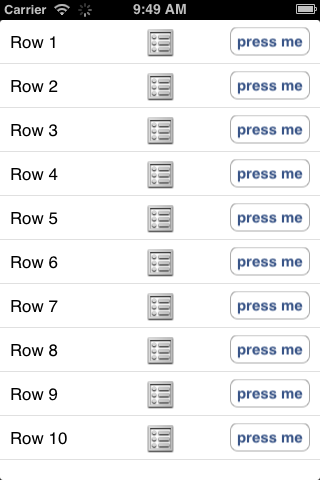 Carrier 9:49 AM
Row 1 press me
Row 2 press me
Row 3 press me
Row 4 press me
Row 5 press me
Row 6 press me
Row 7 press me
Row 8 press me
Row 9 press me
Row 10 press me